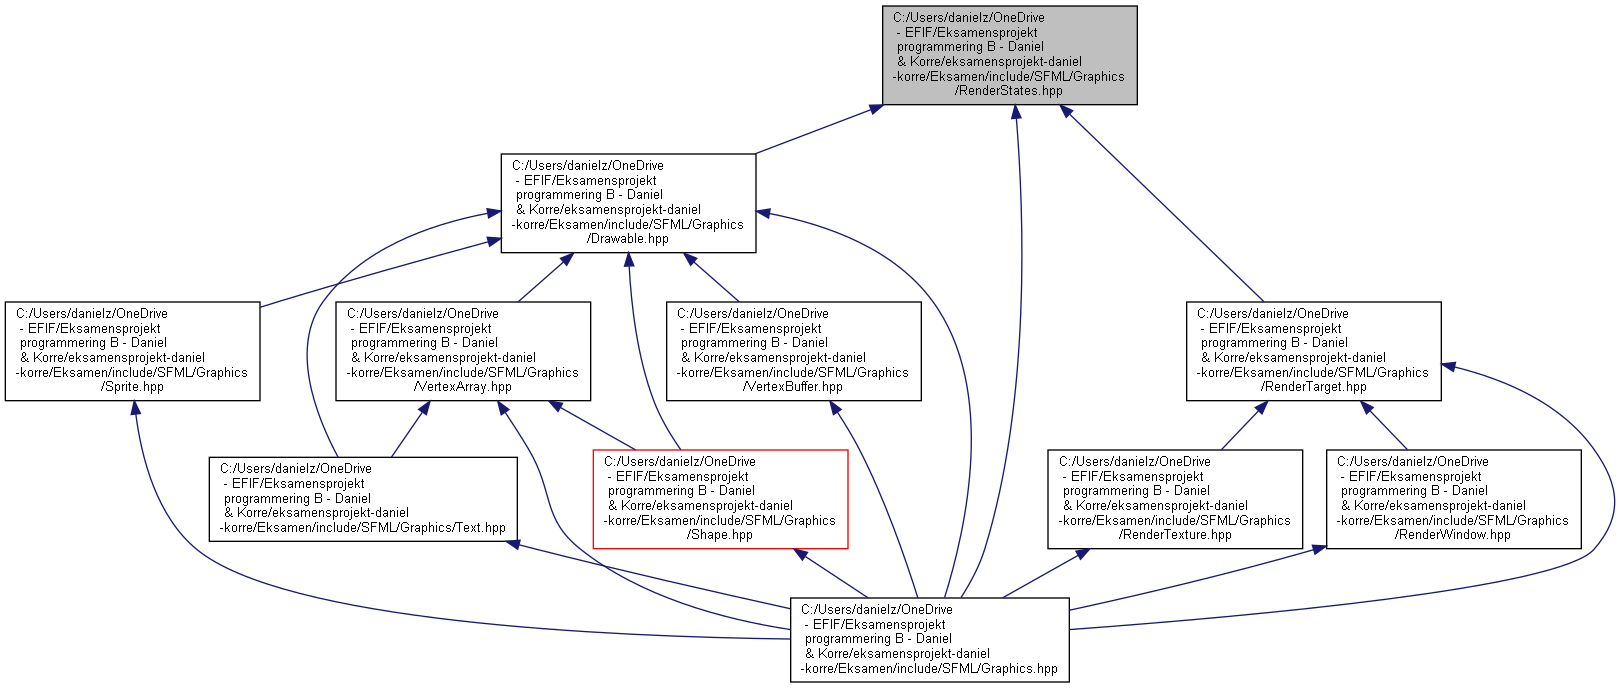 C:/Users/danielz/OneDrive
- EFIF/Eksamensprojekt
programmering B - Daniel
& Korre/eksamensprojekt-daniel
-korre/Eksamen/include/SFML/Graphics
/RenderStates.hpp
C:/Users/danielz/OneDrive
- EFIF/Eksamensprojekt
programmering B - Daniel
& Korre/eksamensprojekt-daniel
-korre/Eksamen/include/SFML/Graphics
/Drawable.hpp
C:/Users/danielz/OneDrive
- EFIF/Eksamensprojekt
programmering B - Daniel
& Korre/eksamensprojekt-daniel
-korre/Eksamen/include/SFML/Graphics
/Sprite.hpp
C:/Users/danielz/OneDrive
- EFIF/Eksamensprojekt
programmering B - Daniel
& Korre/eksamensprojekt-daniel
-korre/Eksamen/include/SFML/Graphics
/VertexArray.hpp
C:/Users/danielz/OneDrive
- EFIF/Eksamensprojekt
programmering B - Daniel
& Korre/eksamensprojekt-daniel
-korre/Eksamen/include/SFML/Graphics
/VertexBuffer.hpp
C:/Users/danielz/OneDrive
- EFIF/Eksamensprojekt
programmering B - Daniel
& Korre/eksamensprojekt-daniel
-korre/Eksamen/include/SFML/Graphics
/RenderTarget.hpp
C:/Users/danielz/OneDrive
- EFIF/Eksamensprojekt
programmering B - Daniel
& Korre/eksamensprojekt-daniel
-korre/Eksamen/include/SFML/Graphics/Text.hpp
C:/Users/danielz/OneDrive
- EFIF/Eksamensprojekt
programmering B - Daniel
& Korre/eksamensprojekt-daniel
-korre/Eksamen/include/SFML/Graphics
/Shape.hpp
C:/Users/danielz/OneDrive
- EFIF/Eksamensprojekt
programmering B - Daniel
& Korre/eksamensprojekt-daniel
-korre/Eksamen/include/SFML/Graphics
/RenderTexture.hpp
C:/Users/danielz/OneDrive
- EFIF/Eksamensprojekt
programmering B - Daniel
& Korre/eksamensprojekt-daniel
-korre/Eksamen/include/SFML/Graphics
/RenderWindow.hpp
C:/Users/danielz/OneDrive
- EFIF/Eksamensprojekt
programmering B - Daniel
& Korre/eksamensprojekt-daniel
-korre/Eksamen/include/SFML/Graphics.hpp